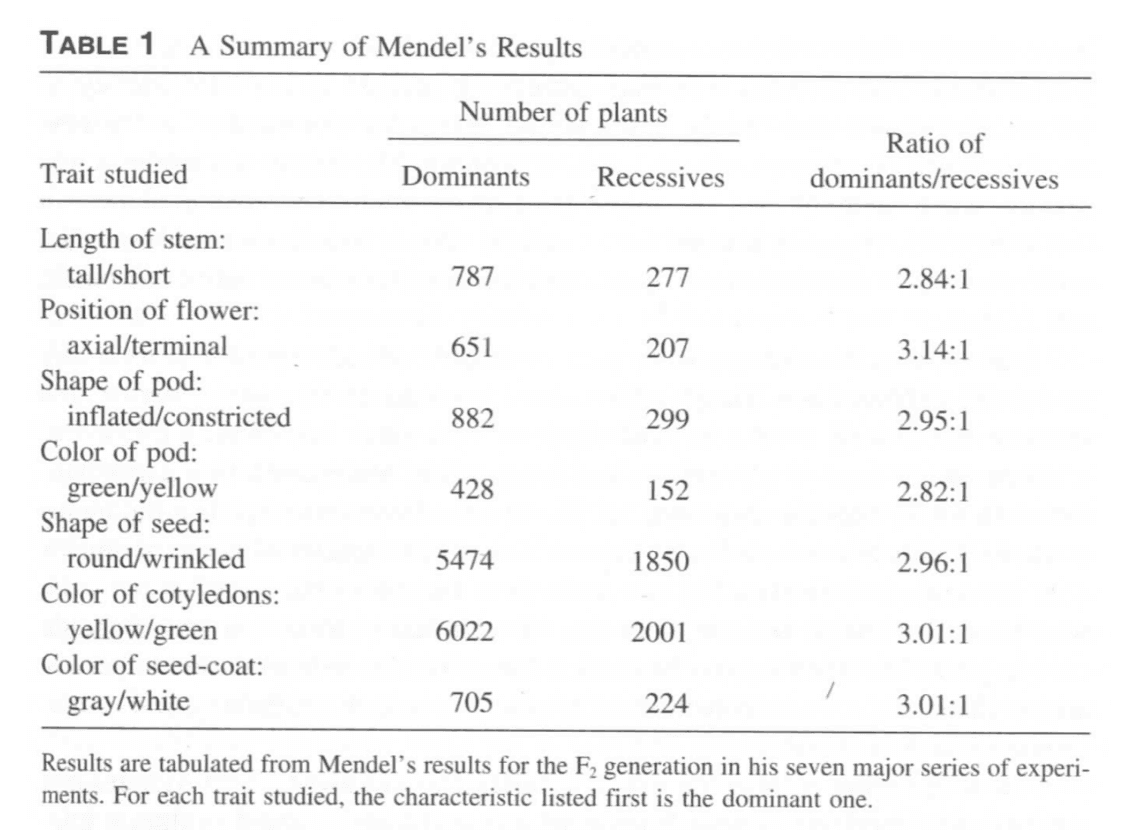 TABLE 1 A Summary of Mendel's Results
Number of plants
Trait studied Dominants Recessives Ratio of dominants/recessives
Length of stem:
tall/short 787 277 2.84:1
Position of flower:
axial/terminal 651 207 3.14:1
Shape of pod:
inflated/constricted 882 299 2.95:1
Color of pod:
green/yellow 428 152 2.82:1
Shape of seed:
round/wrinkled 5474 1850 2.96:1
Color of cotyledons:
yellow/green 6022 2001 3.01:1
Color of seed-coat:
gray/white 705 224 3.01:1
Results are tabulated from Mendel's results for the F₂ generation in his seven major series of experi-
ments. For each trait studied, the characteristic listed first is the dominant one.